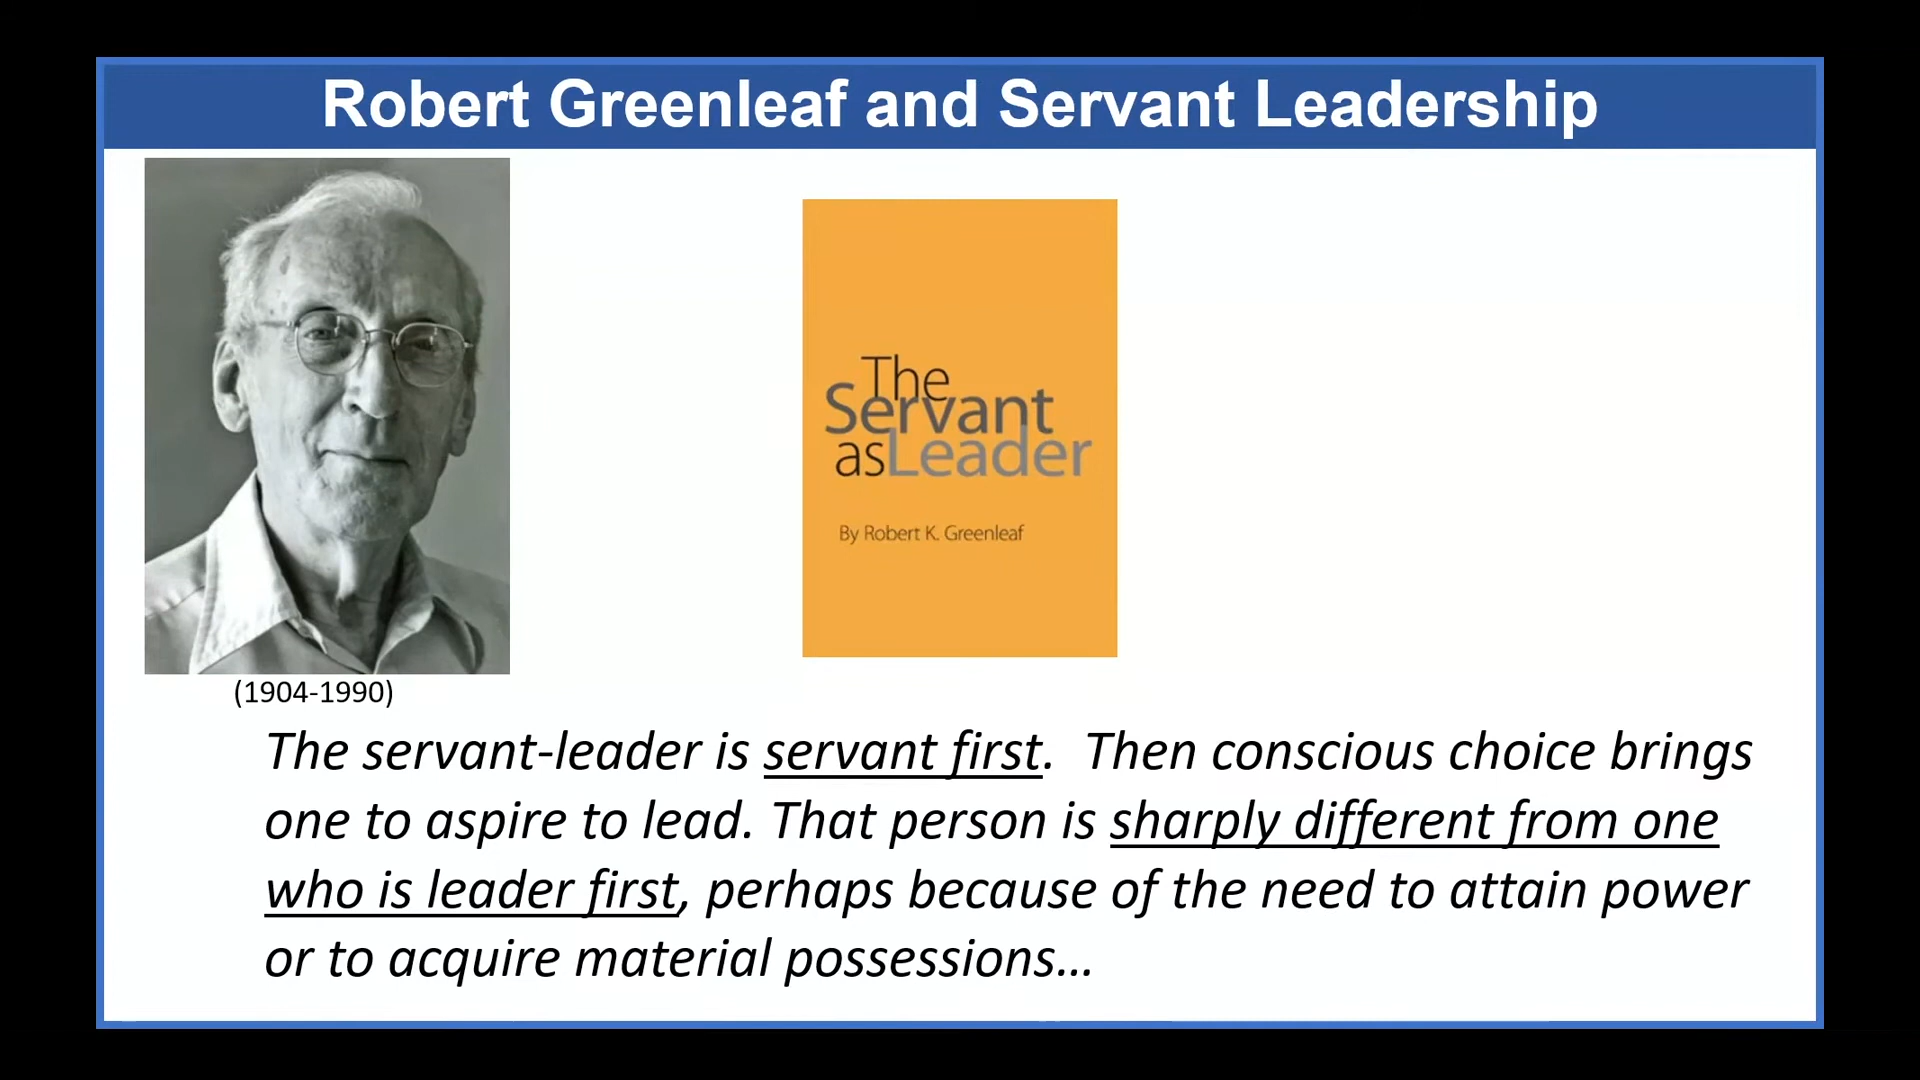 Robert Greenleaf and Servant Leadership
The
Servant
asLeader
By Robert K. Greenleaf
(1904-1990)
The servant-leader is servant first.  Then conscious choice brings
one to aspire to lead. That person is sharply different from one
who is leader first, perhaps because of the need to attain power
or to acquire material possessions…